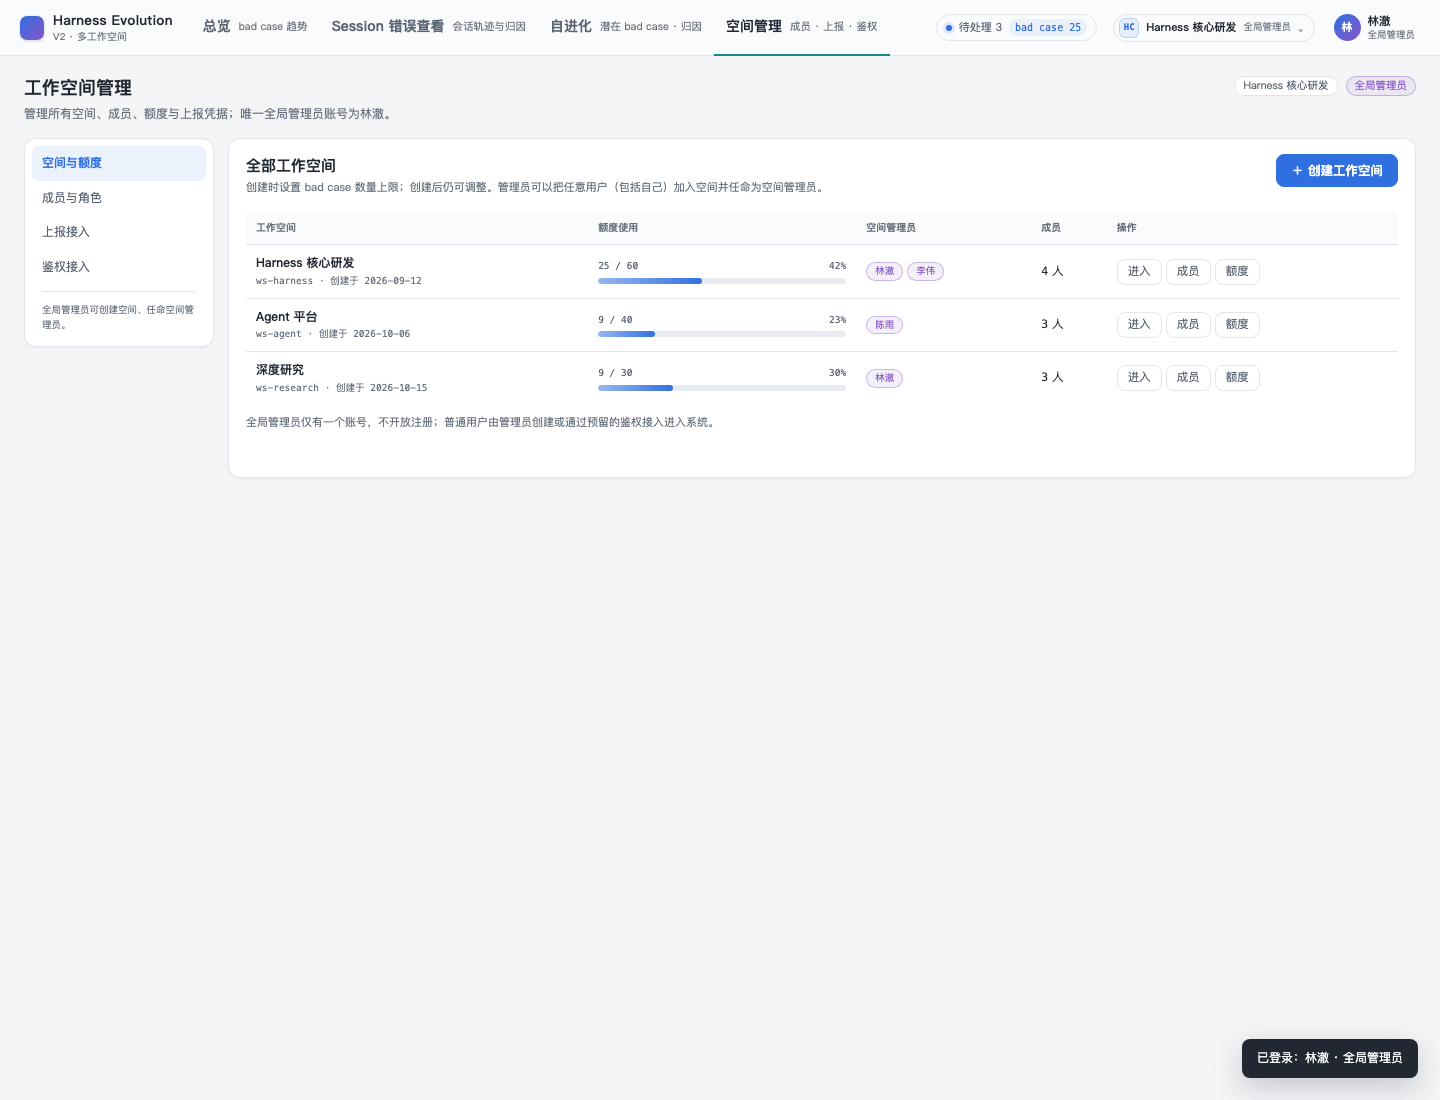 Harness Evolution
V2 · 多工作空间
总览 bad case 趋势
Session 错误查看 会话轨迹与归因
自进化 潜在 bad case · 归因
空间管理 成员 · 上报 · 鉴权
待处理 3 bad case 25
HC Harness 核心研发 全局管理员
林 林澈
全局管理员
工作空间管理
管理所有空间、成员、额度与上报凭据；唯一全局管理员账号为林澈。
Harness 核心研发 全局管理员
空间与额度
成员与角色
上报接入
鉴权接入
全局管理员可创建空间、任命空间管
理员。
全部工作空间
创建时设置 bad case 数量上限；创建后仍可调整。管理员可以把任意用户（包括自己）加入空间并任命为空间管理员。
＋ 创建工作空间
工作空间 额度使用 空间管理员 成员 操作
Harness 核心研发
ws-harness · 创建于 2026-09-12
25 / 60 42%
林澈 李伟
4 人
进入 成员 额度
Agent 平台
ws-agent · 创建于 2026-10-06
9 / 40 23%
陈雨
3 人
进入 成员 额度
深度研究
ws-research · 创建于 2026-10-15
9 / 30 30%
林澈
3 人
进入 成员 额度
全局管理员仅有一个账号，不开放注册；普通用户由管理员创建或通过预留的鉴权接入进入系统。
已登录：林澈 · 全局管理员